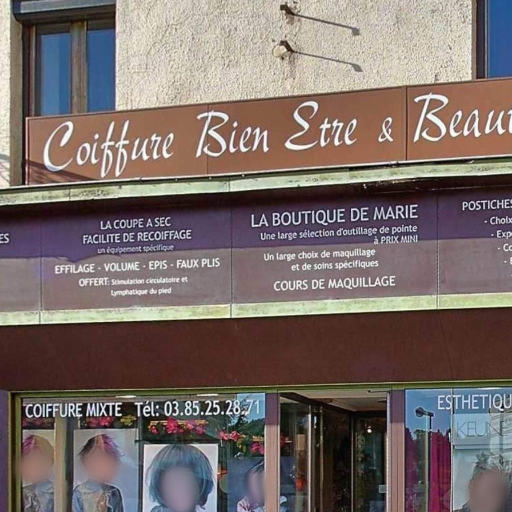 Coiffure Bien Etre & Beau
ES
LA COUPE A SEC
FACILITE DE RECOIFFAGE
un équipement spécifique
EFFILAGE - VOLUME - EPIS - FAUX PLIS
OFFERT: Stimulation circulatoire et
Lymphatique du pied
LA BOUTIQUE DE MARIE
Une large sélection d'outillage de pointe
à PRIX MINI
Un large choix de maquillage
et de soins spécifiques
COURS DE MAQUILLAGE
POSTICHES
- Choix
- Exp
- Co
COIFFURE MIXTE Tél: 03.85.25.28.71
ESTHETIQU
KEUNE